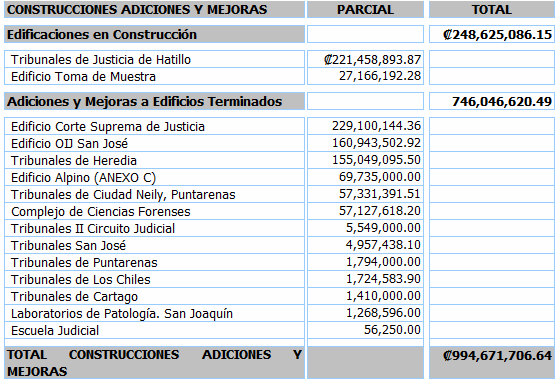 CONSTRUCCIONES ADICIONES Y MEJORAS PARCIAL TOTAL
Edificaciones en Construcción ₡248,625,086.15
Tribunales de Justicia de Hatillo ₡221,458,893.87
Edificio Toma de Muestra 27,166,192.28
Adiciones y Mejoras a Edificios Terminados 746,046,620.49
Edificio Corte Suprema de Justicia 229,100,144.36
Edificio OIJ San José 160,943,502.92
Tribunales de Heredia 155,049,095.50
Edificio Alpino (ANEXO C) 69,735,000.00
Tribunales de Ciudad Neily, Puntarenas 57,331,391.51
Complejo de Ciencias Forenses 57,127,618.20
Tribunales II Circuito Judicial 5,549,000.00
Tribunales San José 4,957,438.10
Tribunales de Puntarenas 1,794,000.00
Tribunales de Los Chiles 1,724,583.90
Tribunales de Cartago 1,410,000.00
Laboratorios de Patología. San Joaquín 1,268,596.00
Escuela Judicial 56,250.00
TOTAL CONSTRUCCIONES ADICIONES Y ₡994,671,706.64
MEJORAS